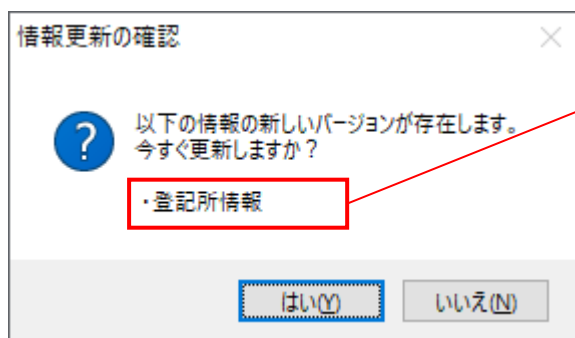 情報更新の確認
?
以下の情報の新しいバージョンが存在します。
今すぐ更新しますか？
・登記所情報
はい(Y)
いいえ(N)